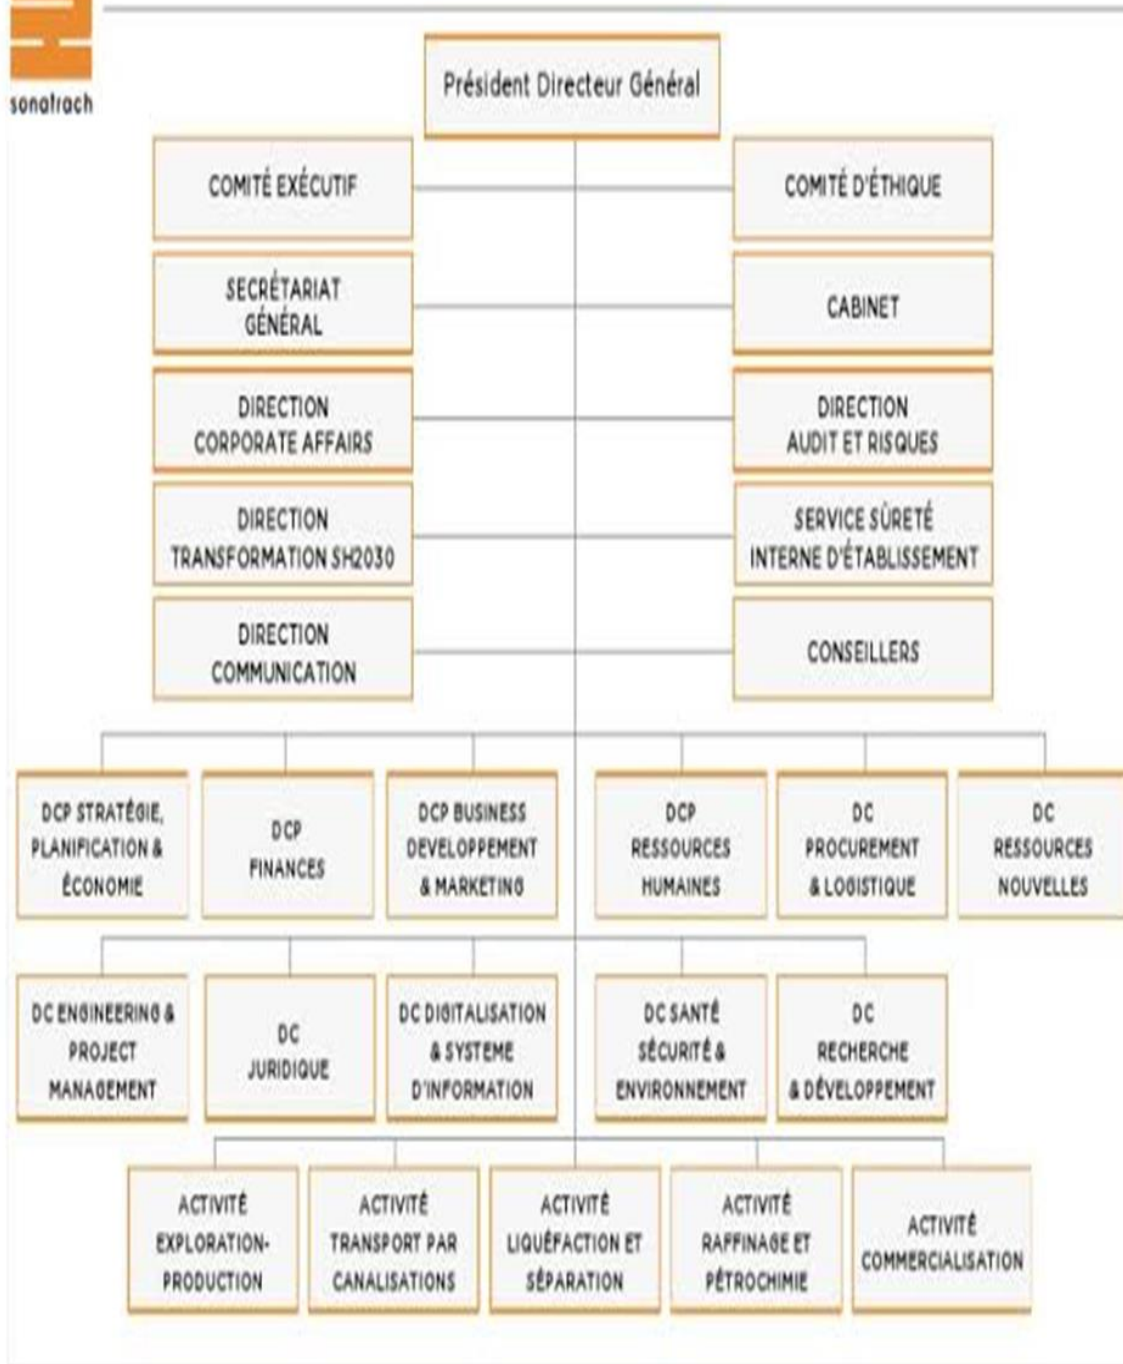 sonatrach
Président Directeur Général
COMITÉ EXÉCUTIF
COMITÉ D'ÉTHIQUE
SECRÉTARIAT
GÉNÉRAL
CABINET
DIRECTION
CORPORATE AFFAIRS
DIRECTION
AUDIT ET RISQUES
DIRECTION
TRANSFORMATION SH2030
SERVICE SÛRETÉ
INTERNE D'ÉTABLISSEMENT
DIRECTION
COMMUNICATION
CONSEILLERS
DCP STRATÉGIE,
PLANIFICATION &
ÉCONOMIE
DCP
FINANCES
DCP BUSINESS
DEVELOPPEMENT
& MARKETING
DCP
RESSOURCES
HUMAINES
DC
PROCUREMENT
& LOGISTIQUE
DC
RESSOURCES
NOUVELLES
DC ENGINEERING &
PROJECT
MANAGEMENT
DC
JURIDIQUE
DC DIGITALISATION
& SYSTEME
D'INFORMATION
DC SANTÉ
SÉCURITÉ &
ENVIRONNEMENT
DC
RECHERCHE
& DÉVELOPPEMENT
ACTIVITÉ
EXPLORATION-
PRODUCTION
ACTIVITÉ
TRANSPORT PAR
CANALISATIONS
ACTIVITÉ
LIQUÉFACTION ET
SÉPARATION
ACTIVITÉ
RAFFINAGE ET
PÉTROCHIMIE
ACTIVITÉ
COMMERCIALISATION